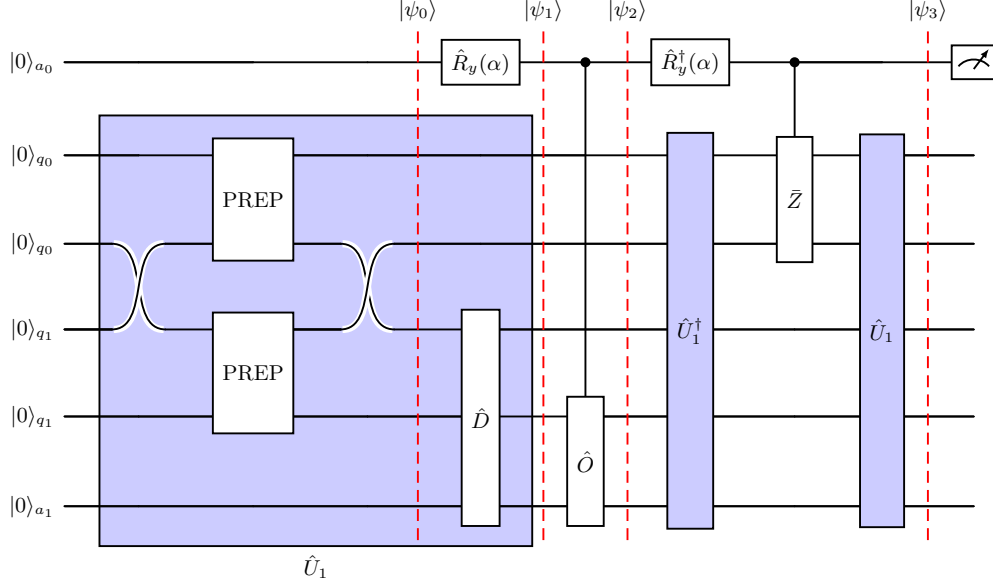 |ψ₀⟩ |ψ₁⟩ |ψ₂⟩ |ψ₃⟩
|0⟩a₀ R̂y(α) R̂y†(α)
|0⟩q₀
PREP
Z̄
|0⟩q₀
|0⟩q₁
Û₁† Û₁
PREP
|0⟩q₁
D̂
Ô
|0⟩a₁
Û₁